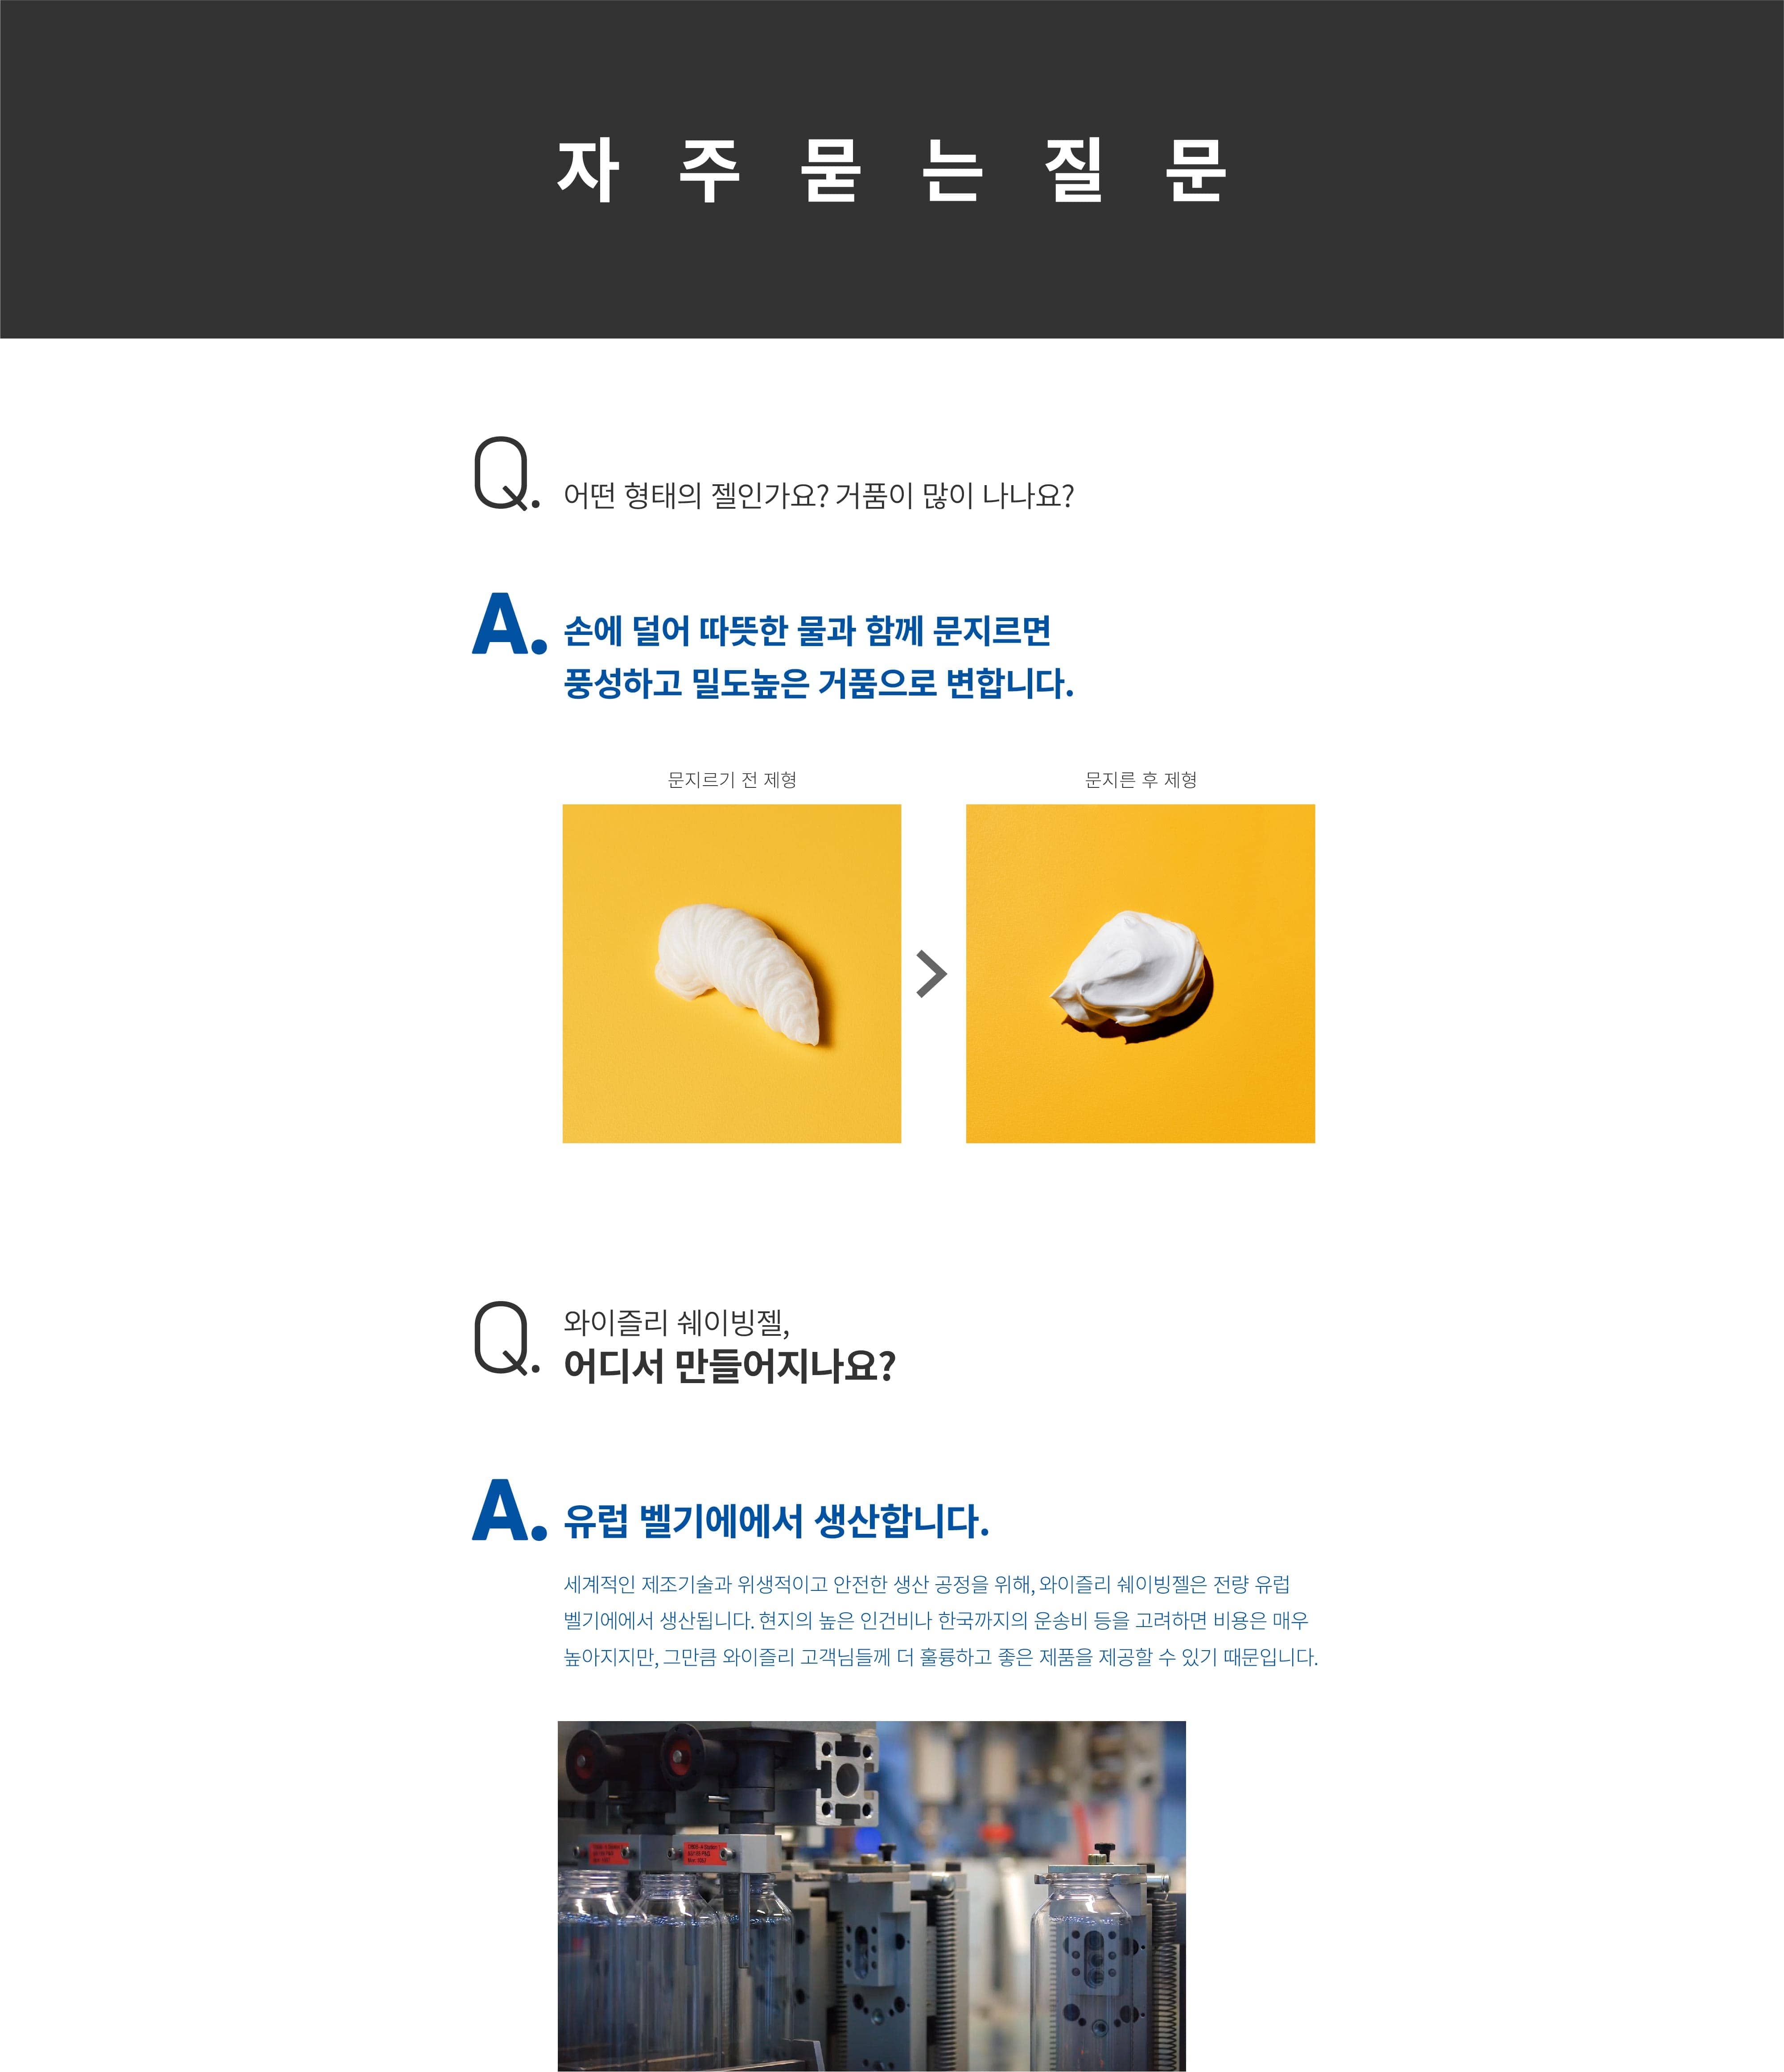 자주묻는질문
Q. 어떤 형태의 젤인가요? 거품이 많이 나나요?
A. 손에 덜어 따뜻한 물과 함께 문지르면
풍성하고 밀도높은 거품으로 변합니다.
문지르기 전 제형
문지른 후 제형
Q. 와이즐리 쉐이빙젤,
어디서 만들어지나요?
A. 유럽 벨기에에서 생산합니다.
세계적인 제조기술과 위생적이고 안전한 생산 공정을 위해, 와이즐리 쉐이빙젤은 전량 유럽
벨기에에서 생산됩니다. 현지의 높은 인건비나 한국까지의 운송비 등을 고려하면 비용은 매우
높아지지만, 그만큼 와이즐리 고객님들께 더 훌륭하고 좋은 제품을 제공할 수 있기 때문입니다.